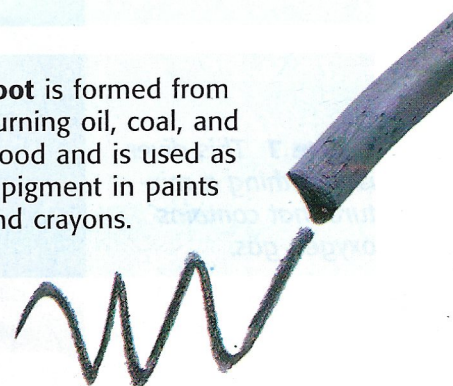 oot is formed from
urning oil, coal, and
ood and is used as
pigment in paints
nd crayons.